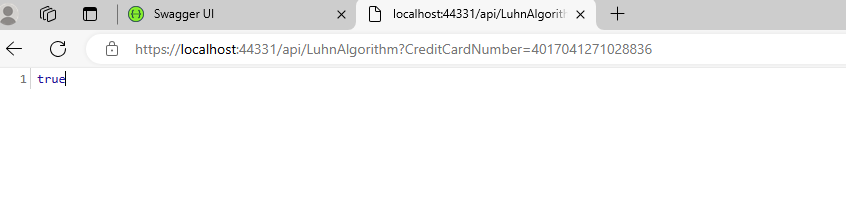 Swagger UI
localhost:44331/api/LuhnAlgorith
https://localhost:44331/api/LuhnAlgorithm?CreditCardNumber=4017041271028836
1 true